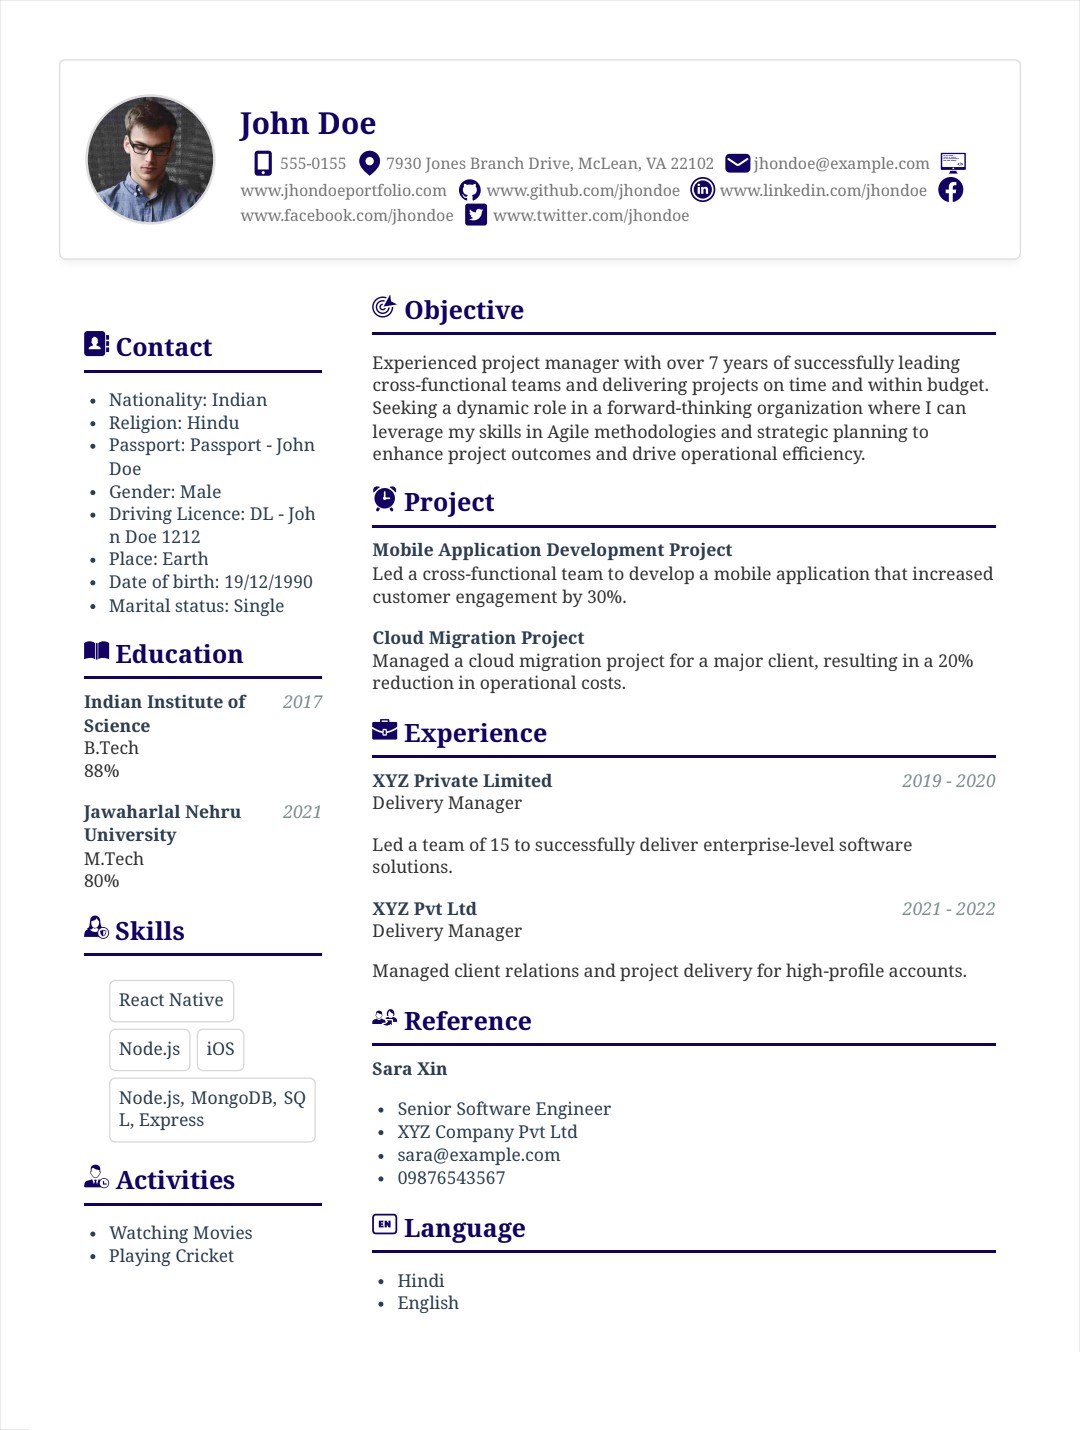 John Doe
555-0155 7930 Jones Branch Drive, McLean, VA 22102 jhondoe@example.com
www.jhondoeportfolio.com www.github.com/jhondoe www.linkedin.com/jhondoe
www.facebook.com/jhondoe www.twitter.com/jhondoe
Contact
Nationality: Indian
Religion: Hindu
Passport: Passport - John
Doe
Gender: Male
Driving Licence: DL - Joh
n Doe 1212
Place: Earth
Date of birth: 19/12/1990
Marital status: Single
Education
Indian Institute of 2017
Science
B.Tech
88%
Jawaharlal Nehru 2021
University
M.Tech
80%
Skills
React Native
Node.js iOS
Node.js, MongoDB, SQ
L, Express
Activities
Watching Movies
Playing Cricket
Objective
Experienced project manager with over 7 years of successfully leading
cross-functional teams and delivering projects on time and within budget.
Seeking a dynamic role in a forward-thinking organization where I can
leverage my skills in Agile methodologies and strategic planning to
enhance project outcomes and drive operational efficiency.
Project
Mobile Application Development Project
Led a cross-functional team to develop a mobile application that increased
customer engagement by 30%.
Cloud Migration Project
Managed a cloud migration project for a major client, resulting in a 20%
reduction in operational costs.
Experience
XYZ Private Limited 2019 - 2020
Delivery Manager
Led a team of 15 to successfully deliver enterprise-level software
solutions.
XYZ Pvt Ltd 2021 - 2022
Delivery Manager
Managed client relations and project delivery for high-profile accounts.
Reference
Sara Xin
Senior Software Engineer
XYZ Company Pvt Ltd
sara@example.com
09876543567
EN Language
Hindi
English